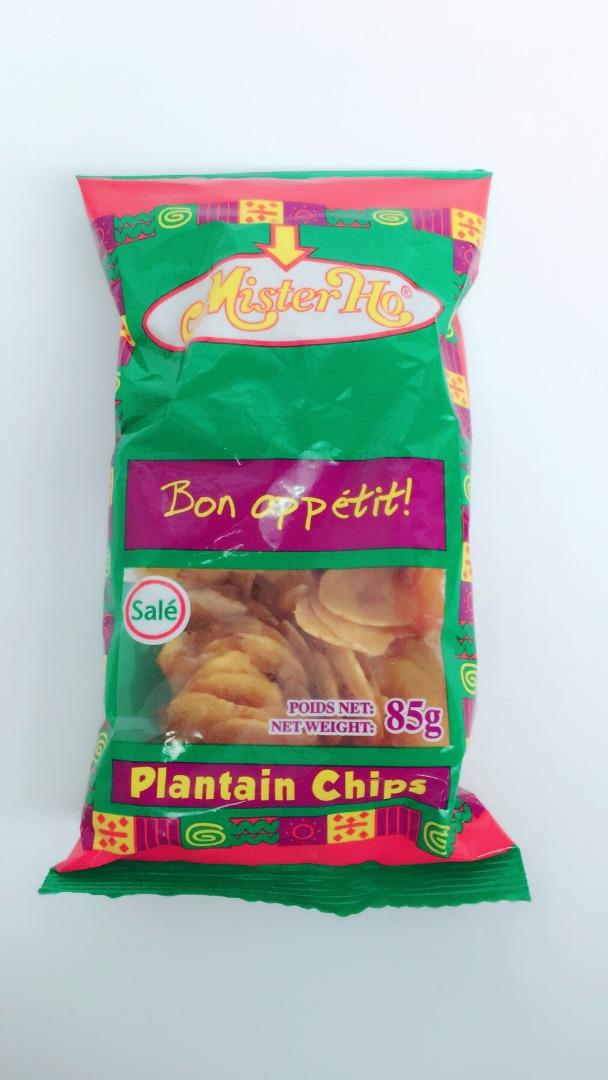 Mister Ho®
Bon appétit!
Salé
POIDS NET:
NET WEIGHT:
85g
Plantain Chips